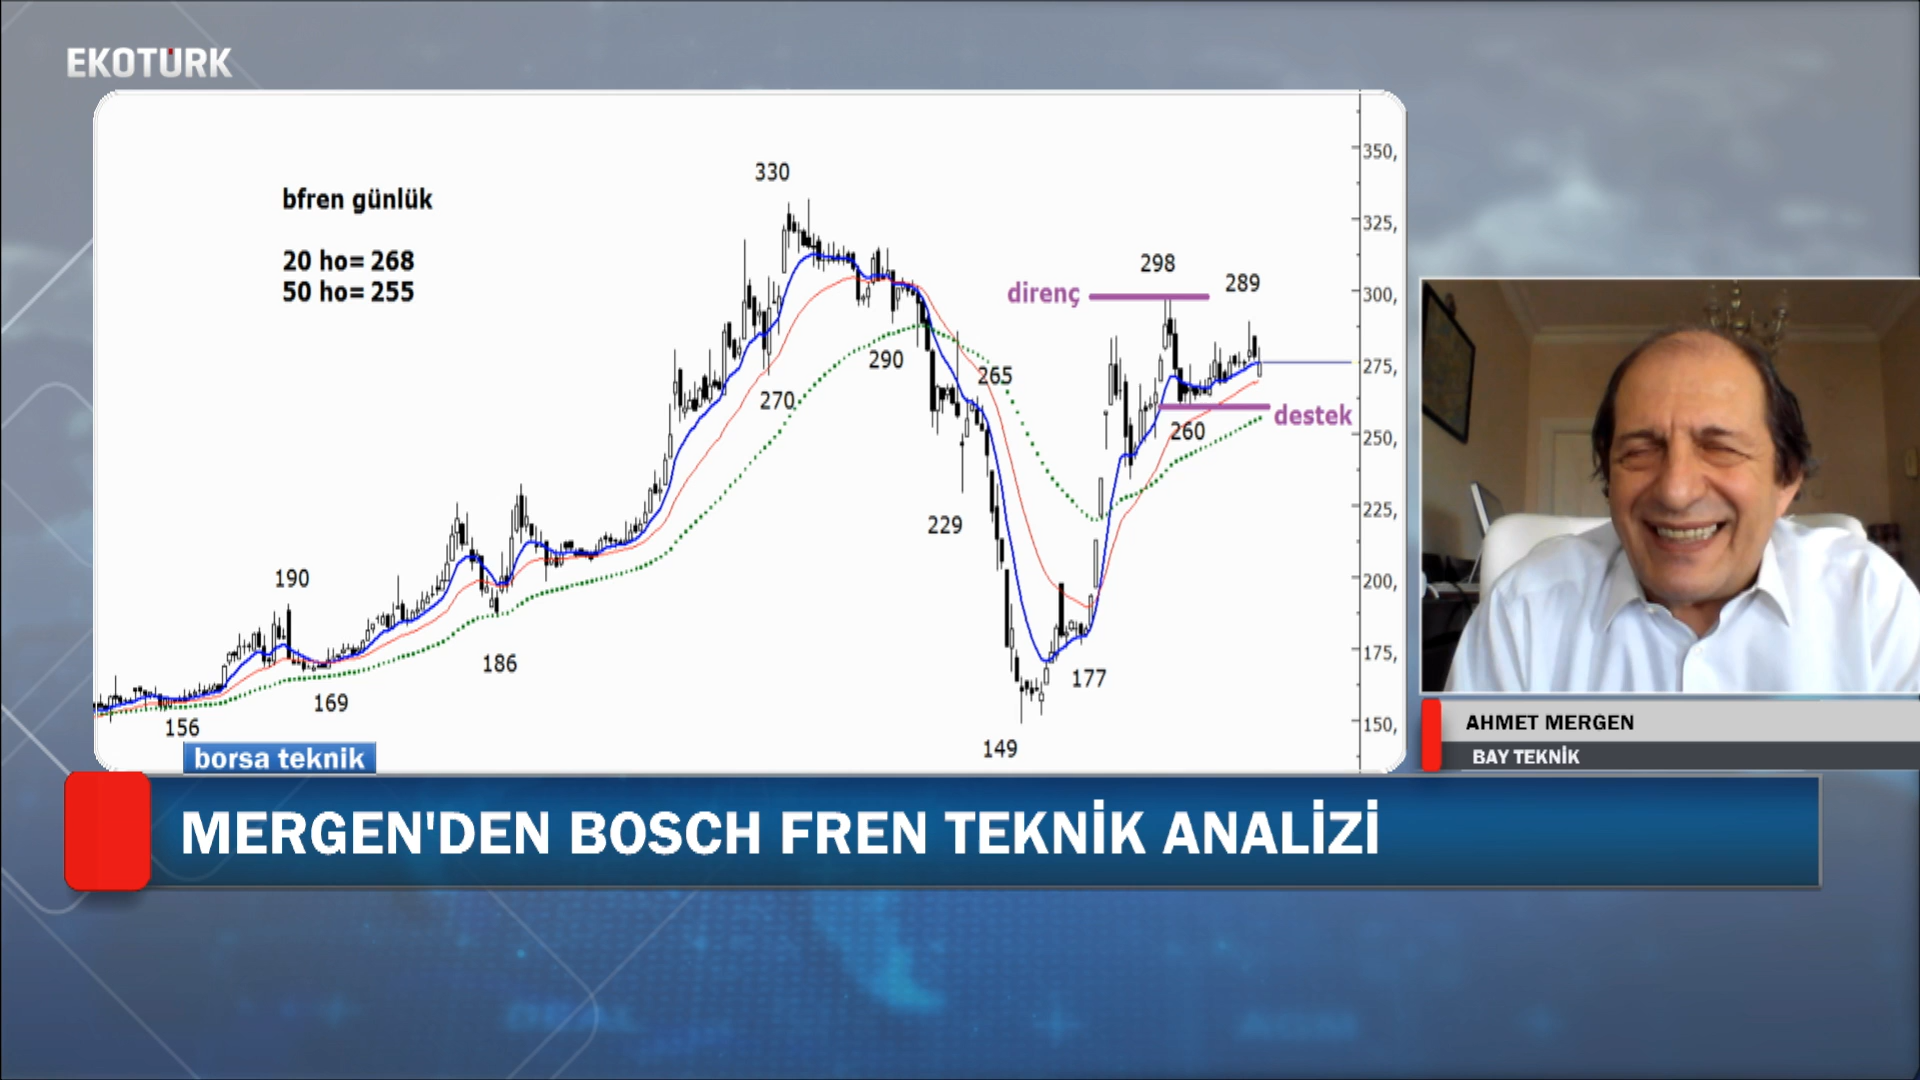 EKOTÜRK
bfren günlük
20 ho= 268
50 ho= 255
330
298
289
direnç
290
265
270
destek
260
229
190
186
177
169
156
149
350,
325,
300,
275,
250,
225,
200,
175,
150,
borsa teknik
AHMET MERGEN
BAY TEKNİK
MERGEN'DEN BOSCH FREN TEKNİK ANALİZİ